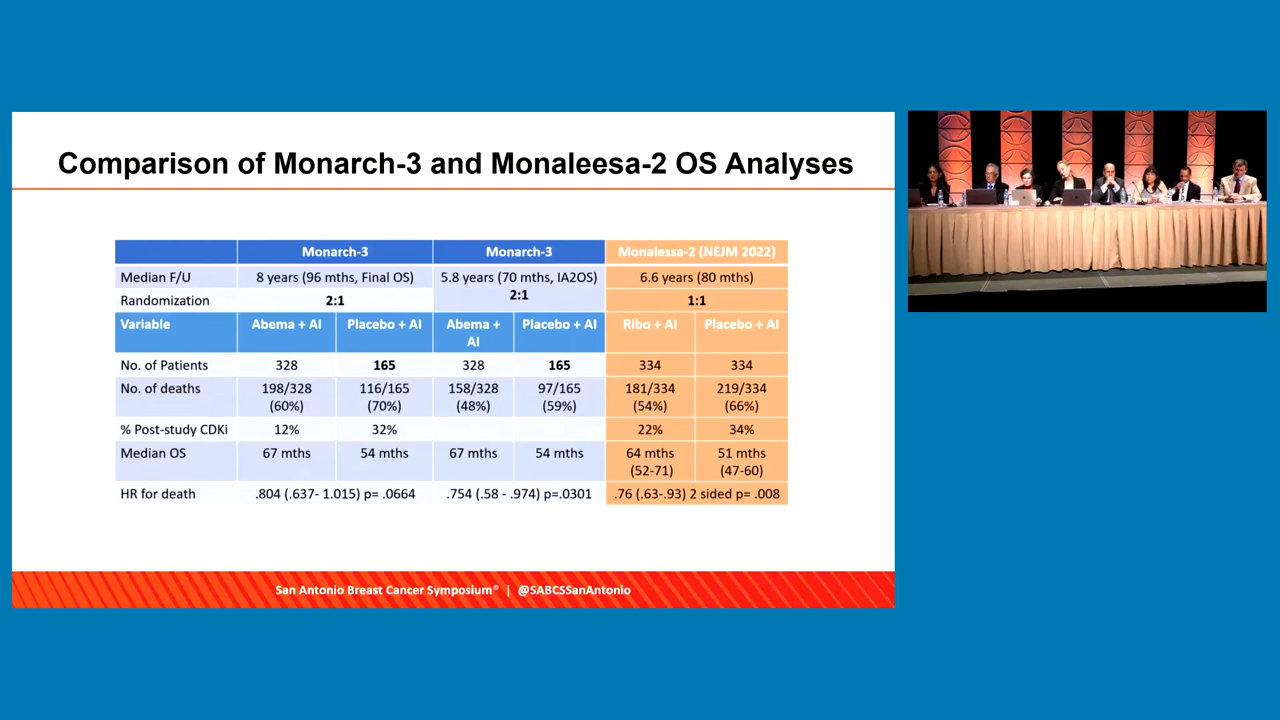 Comparison of Monarch-3 and Monaleesa-2 OS Analyses
Monarch-3 Monarch-3 Monalessa-2 (NEJM 2022)
Median F/U 8 years (96 mths, Final OS) 5.8 years (70 mths, IA2OS) 6.6 years (80 mths)
Randomization 2:1 2:1 1:1
Variable Abema + AI Placebo + AI Abema + AI Placebo + AI Ribo + AI Placebo + AI
No. of Patients 328 165 328 165 334 334
No. of deaths 198/328 (60%) 116/165 (70%) 158/328 (48%) 97/165 (59%) 181/334 (54%) 219/334 (66%)
% Post-study CDKi 12% 32% 22% 34%
Median OS 67 mths 54 mths 67 mths 54 mths 64 mths (52-71) 51 mths (47-60)
HR for death .804 (.637- 1.015) p= .0664 .754 (.58 - .974) p=.0301 .76 (.63-.93) 2 sided p= .008
San Antonio Breast Cancer Symposium® | @SABCSSanAntonio